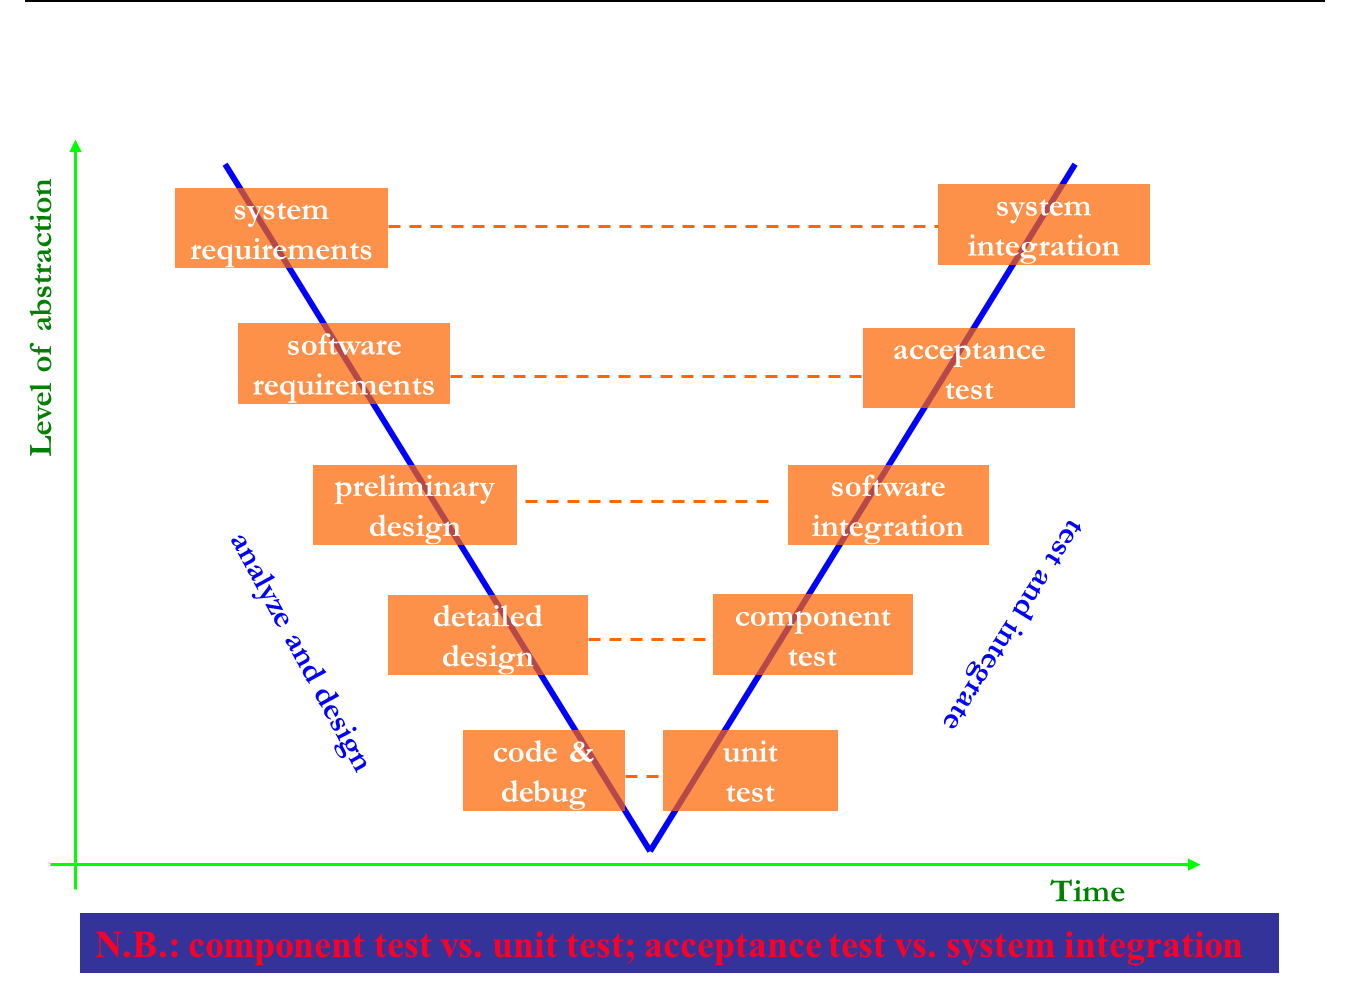 Level of abstraction
system
requirements
system
integration
software
requirements
acceptance
test
preliminary
design
software
integration
analyze and design
test and integrate
detailed
design
component
test
code &
debug
unit
test
Time
N.B.: component test vs. unit test; acceptance test vs. system integration